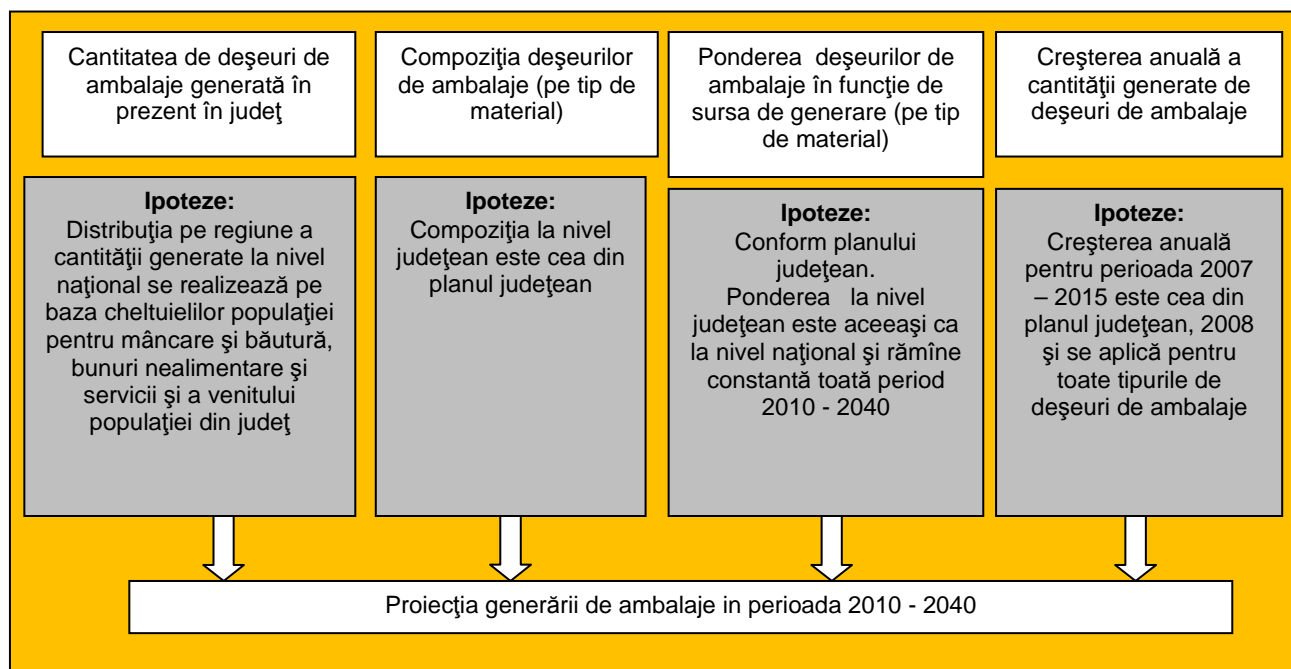 Cantitatea de deşeuri de
ambalaje generată în
prezent în judeţ
Ipoteze:
Distribuţia pe regiune a
cantităţii generate la nivel
naţional se realizează pe
baza cheltuielilor populaţiei
pentru mâncare şi băutură,
bunuri nealimentare şi
servicii şi a venitului
populaţiei din judeţ
Compoziţia deşeurilor
de ambalaje (pe tip de
material)
Ipoteze:
Compoziţia la nivel
judeţean este cea din
planul judeţean
Ponderea deşeurilor de
ambalaje în funcţie de
sursa de generare (pe tip
de material)
Ipoteze:
Conform planului
judeţean.
Ponderea la nivel
judeţean este aceeaşi ca
la nivel naţional şi rămîne
constantă toată period
2010 - 2040
Creşterea anuală a
cantităţii generate de
deşeuri de ambalaje
Ipoteze:
Creşterea anuală
pentru perioada 2007
– 2015 este cea din
planul judeţean, 2008
şi se aplică pentru
toate tipurile de
deşeuri de ambalaje
Proiecţia generării de ambalaje in perioada 2010 - 2040